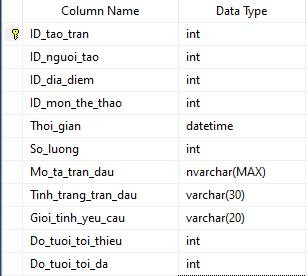 Column Name Data Type
ID_tao_tran int
ID_nguoi_tao int
ID_dia_diem int
ID_mon_the_thao int
Thoi_gian datetime
So_luong int
Mo_ta_tran_dau nvarchar(MAX)
Tinh_trang_tran_dau varchar(30)
Gioi_tinh_yeu_cau varchar(20)
Do_tuoi_toi_thieu int
Do_tuoi_toi_da int